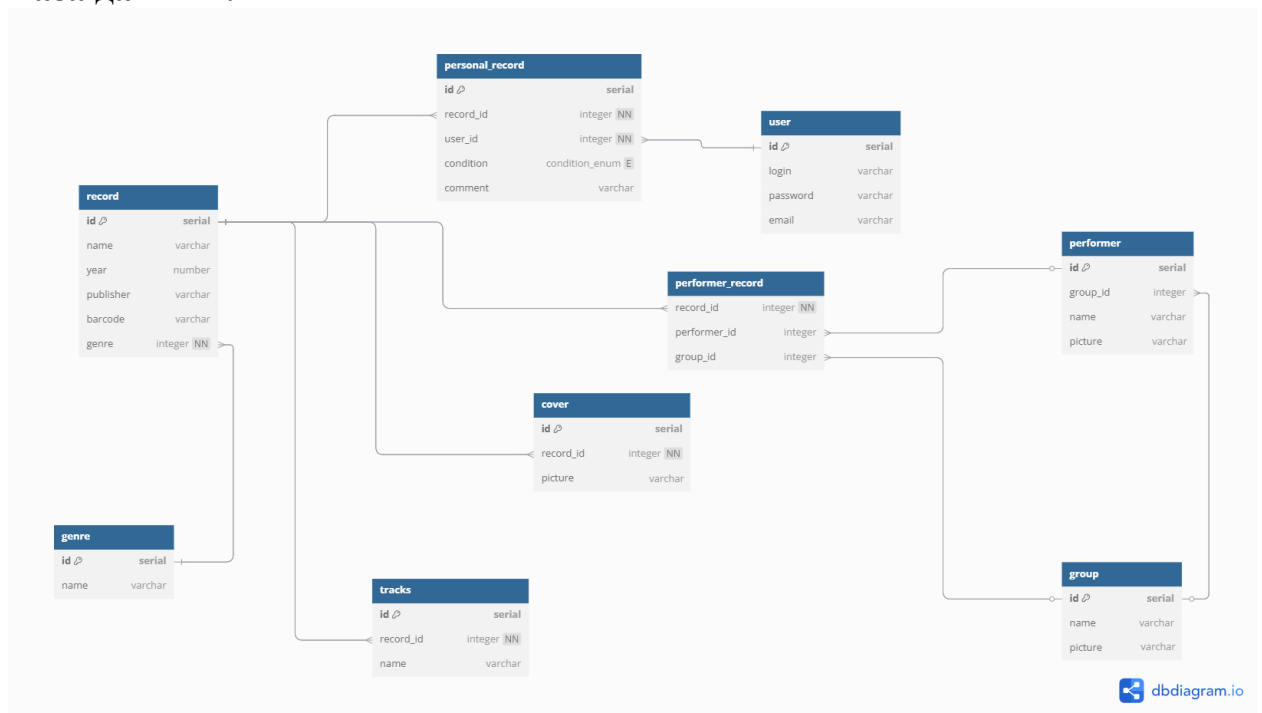 personal_record
id serial
record_id integer NN
user_id integer NN
condition condition_enum E
comment varchar
user
id serial
login varchar
password varchar
email varchar
record
id serial
name varchar
year number
publisher varchar
barcode varchar
genre integer NN
performer
id serial
group_id integer
name varchar
picture varchar
performer_record
record_id integer NN
performer_id integer
group_id integer
cover
id serial
record_id integer NN
picture varchar
genre
id serial
name varchar
tracks
id serial
record_id integer NN
name varchar
group
id serial
name varchar
picture varchar
dbdiagram.io